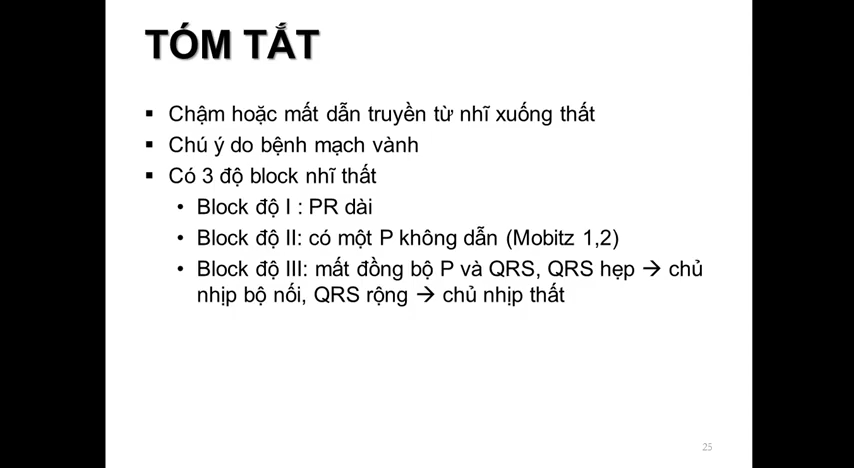 TÓM TẮT
▪ Chậm hoặc mất dẫn truyền từ nhĩ xuống thất
▪ Chú ý do bệnh mạch vành
▪ Có 3 độ block nhĩ thất
• Block độ I : PR dài
• Block độ II: có một P không dẫn (Mobitz 1,2)
• Block độ III: mất đồng bộ P và QRS, QRS hẹp → chủ
nhịp bộ nối, QRS rộng → chủ nhịp thất
25